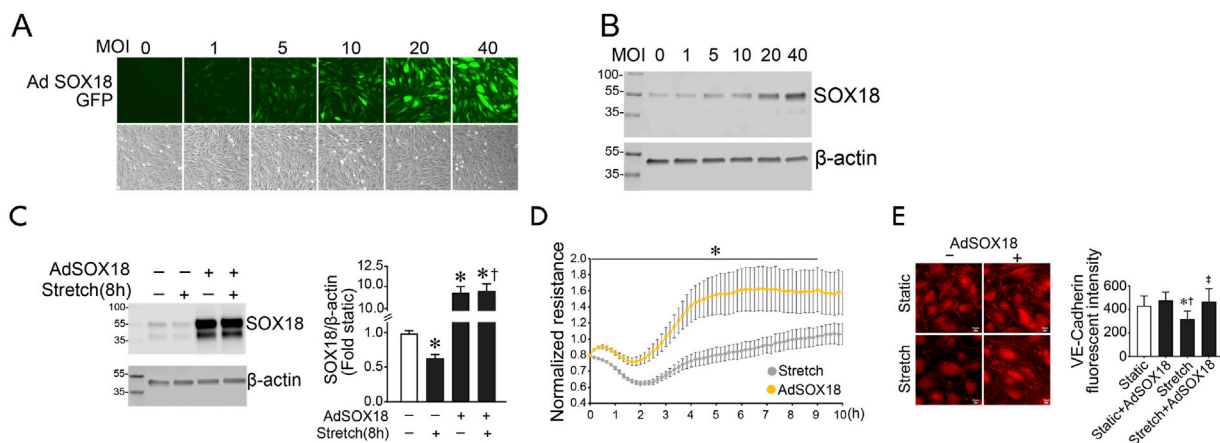 A
MOI 0 1 5 10 20 40
Ad SOX18
GFP
B
MOI 0 1 5 10 20 40
100-
55-
35-
SOX18
55-
35-
β-actin
C
AdSOX18 – – + +
Stretch(8h) – + – +
100-
55-
35-
SOX18
55-
35-
β-actin
SOX18/β-actin
(Fold static)
12.5
10.0
1.0
0.5
0.0
*
*
*†
AdSOX18 – – + +
Stretch(8h) – + – +
D
Normalized resistance
2.0
1.8
1.6
1.4
1.2
1.0
0.8
0.6
0.4
*
Stretch
AdSOX18
0 1 2 3 4 5 6 7 8 9 10(h)
E
AdSOX18
– +
Static
Stretch
VE-Cadherin
fluorescent intensity
800
600
400
200
0
*†
‡
Static
Static+AdSOX18
Stretch
Stretch+AdSOX18